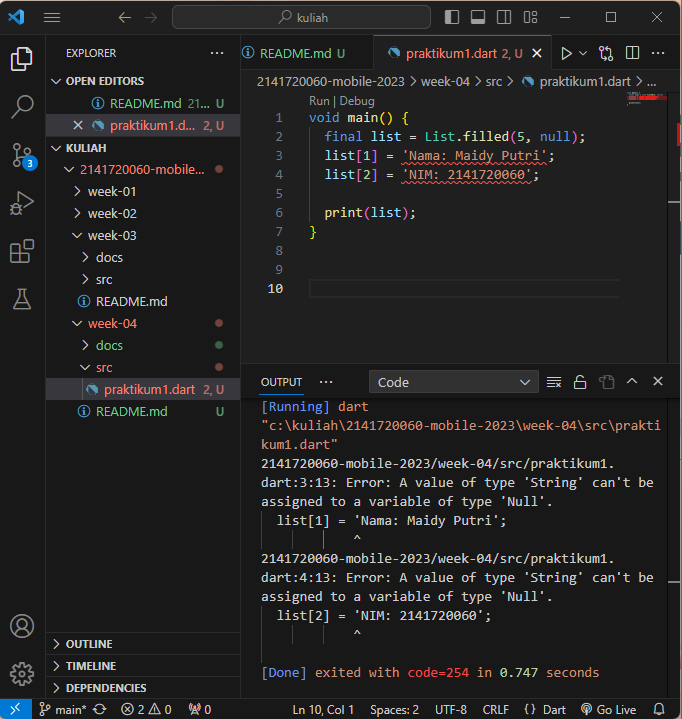 kuliah
EXPLORER
OPEN EDITORS
README.md 21... U
praktikum1.d... 2, U
KULIAH
2141720060-mobile...
week-01
week-02
week-03
docs
src
README.md
week-04
docs
src
praktikum1.dart 2, U
README.md U
OUTLINE
TIMELINE
DEPENDENCIES
3
README.md U
praktikum1.dart 2, U
2141720060-mobile-2023 > week-04 > src > praktikum1.dart > ...
Run | Debug
1 void main() {
2 final list = List.filled(5, null);
3 list[1] = 'Nama: Maidy Putri';
4 list[2] = 'NIM: 2141720060';
5
6 print(list);
7 }
8
9
10
OUTPUT ... Code
[Running] dart
"c:\kuliah\2141720060-mobile-2023\week-04\src\prakti
kum1.dart"
2141720060-mobile-2023/week-04/src/praktikum1.
dart:3:13: Error: A value of type 'String' can't be
assigned to a variable of type 'Null'.
list[1] = 'Nama: Maidy Putri';
^
2141720060-mobile-2023/week-04/src/praktikum1.
dart:4:13: Error: A value of type 'String' can't be
assigned to a variable of type 'Null'.
list[2] = 'NIM: 2141720060';
^
[Done] exited with code=254 in 0.747 seconds
main* 2 0 0 Ln 10, Col 1 Spaces: 2 UTF-8 CRLF {} Dart Go Live